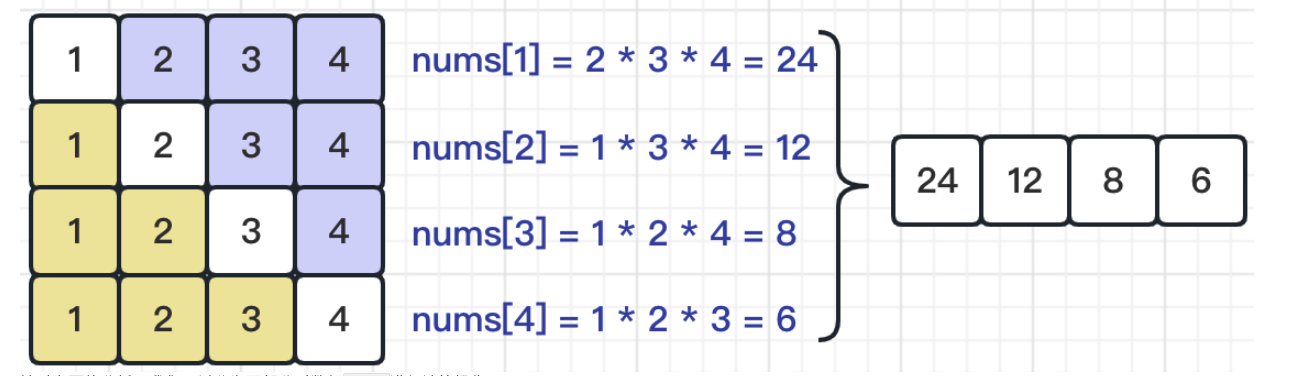 1 2 3 4 nums[1] = 2 * 3 * 4 = 24
1 2 3 4 nums[2] = 1 * 3 * 4 = 12
24 12 8 6
1 2 3 4 nums[3] = 1 * 2 * 4 = 8
1 2 3 4 nums[4] = 1 * 2 * 3 = 6